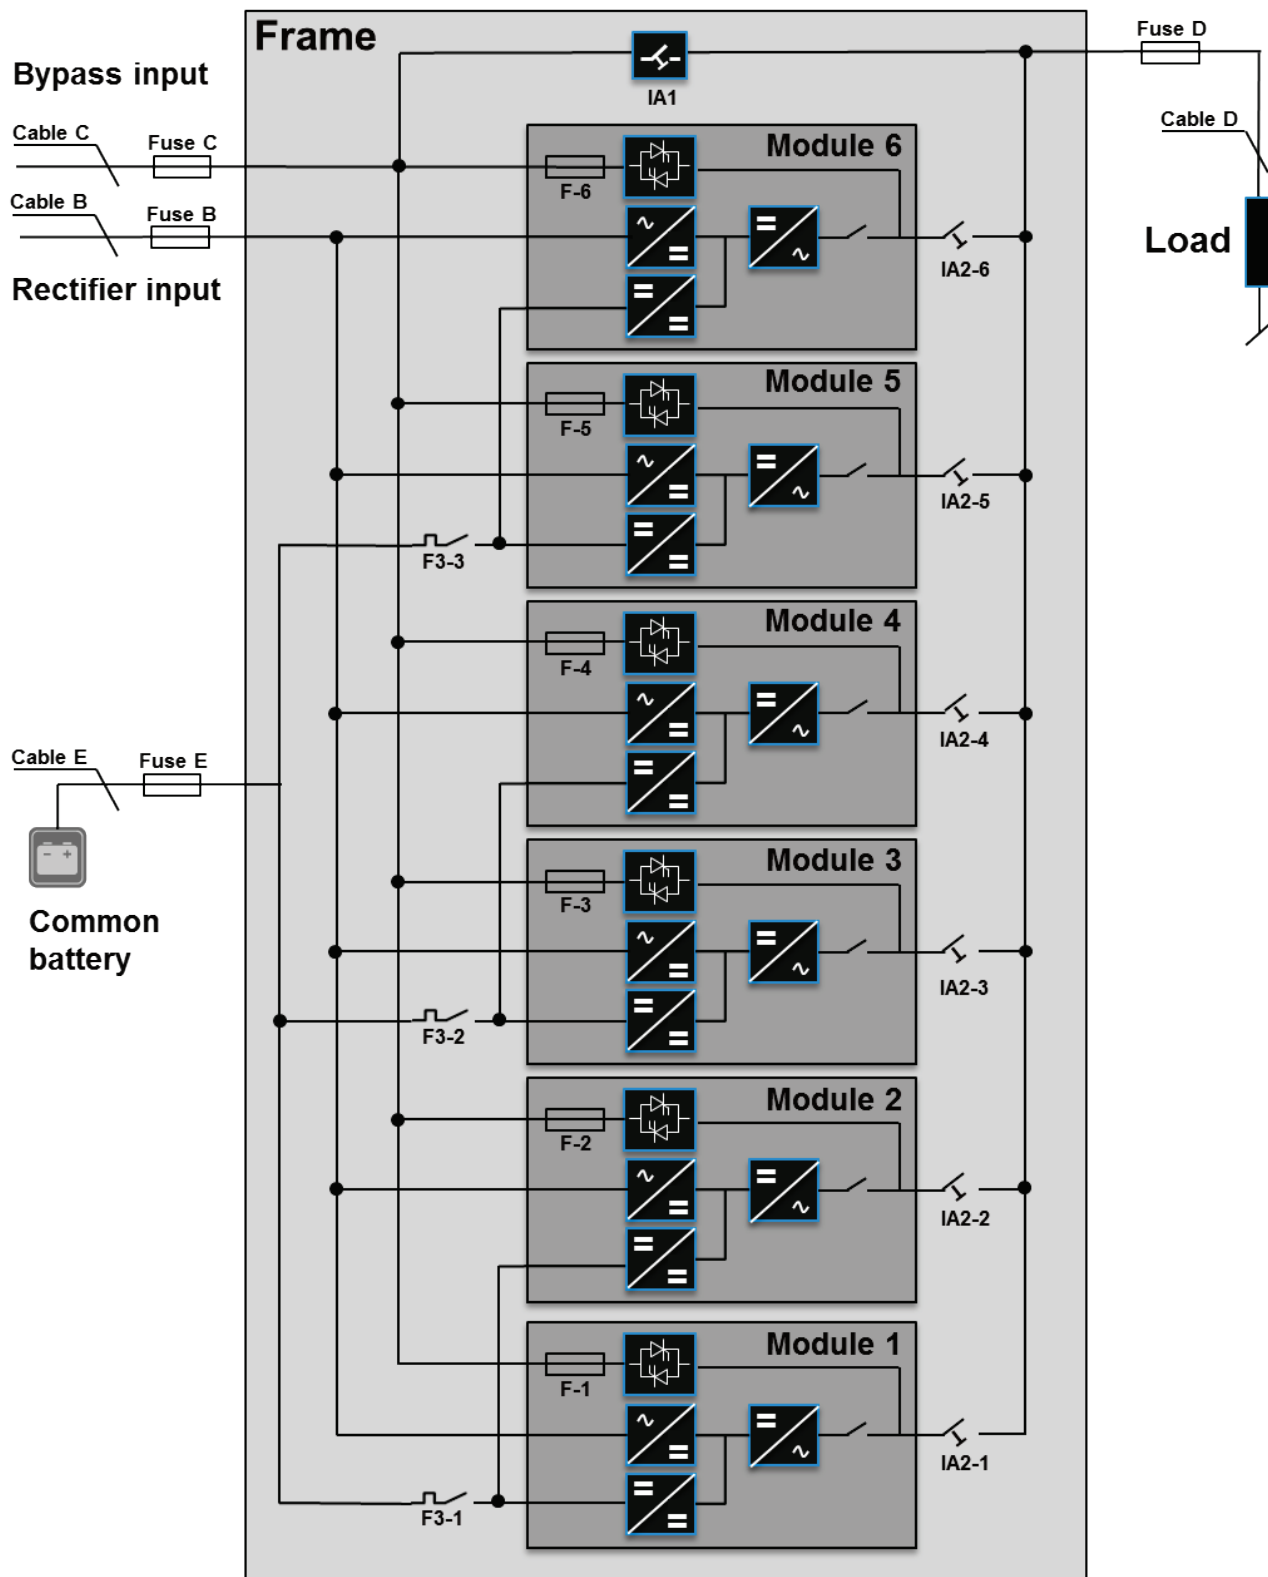 Frame
Fuse D
Bypass input
IA1
Cable C
Fuse C
Cable D
Module 6
F-6
Cable B
Fuse B
Load
IA2-6
Rectifier input
Module 5
F-5
IA2-5
F3-3
Module 4
F-4
IA2-4
Cable E
Fuse E
Common
battery
Module 3
F-3
IA2-3
F3-2
Module 2
F-2
IA2-2
Module 1
F-1
IA2-1
F3-1